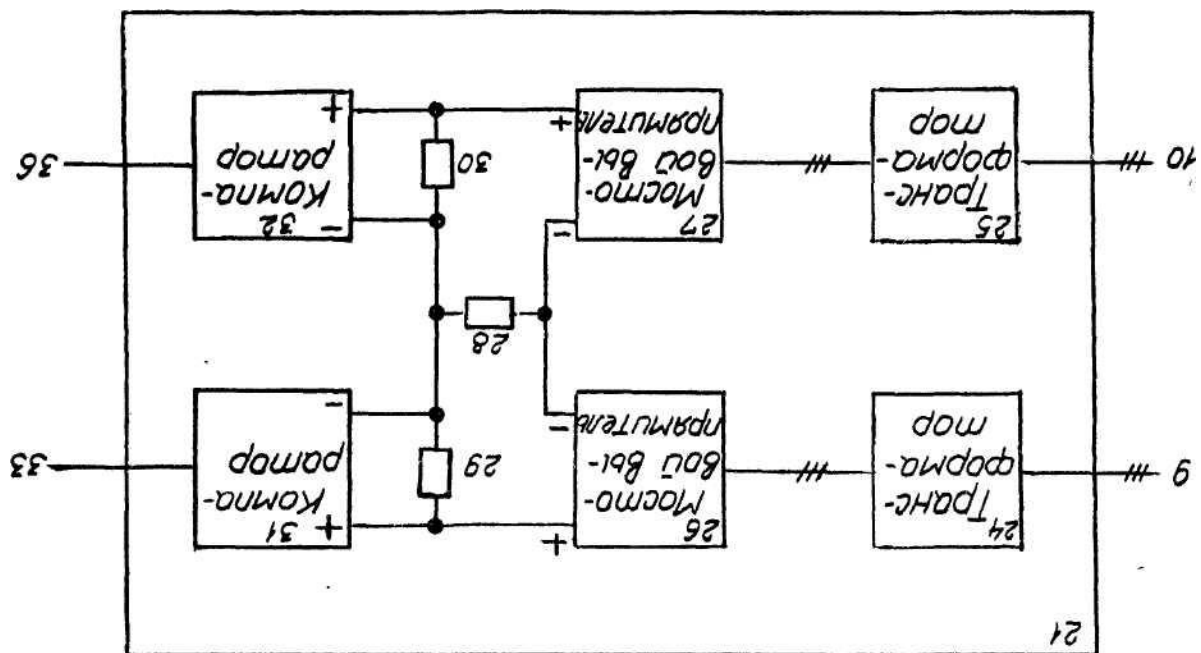 21
9
24
Транс-
форма-
тор
26
Мосто-
вой вы-
прямитель
+
-
29
31
Компа-
ратор
+
-
33
28
10
25
Транс-
форма-
тор
27
Мосто-
вой вы-
прямитель
-
+
30
32
Компа-
ратор
-
+
36